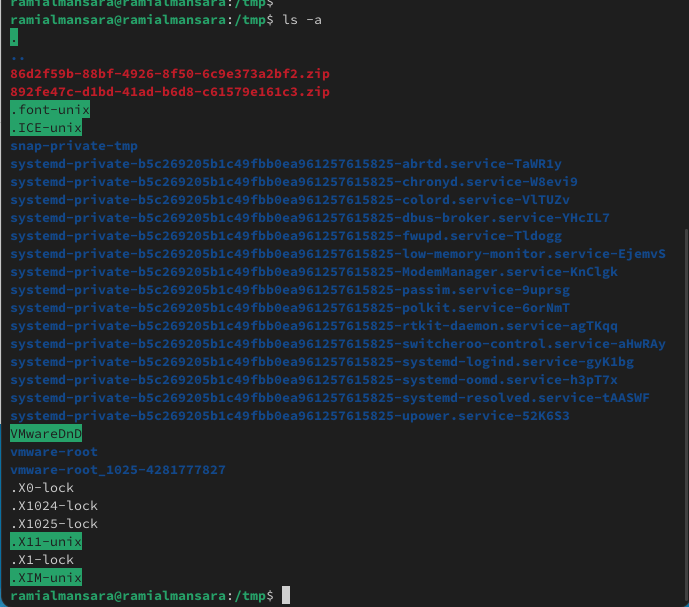 ramialmansara@ramialmansara:/tmp$
ramialmansara@ramialmansara:/tmp$ ls -a
.
..
86d2f59b-88bf-4926-8f50-6c9e373a2bf2.zip
892fe47c-d1bd-41ad-b6d8-c61579e161c3.zip
.font-unix
.ICE-unix
snap-private-tmp
systemd-private-b5c269205b1c49fbb0ea961257615825-abrtd.service-TaWR1y
systemd-private-b5c269205b1c49fbb0ea961257615825-chronyd.service-W8evi9
systemd-private-b5c269205b1c49fbb0ea961257615825-colord.service-VlTUZv
systemd-private-b5c269205b1c49fbb0ea961257615825-dbus-broker.service-YHcIL7
systemd-private-b5c269205b1c49fbb0ea961257615825-fwupd.service-Tldogg
systemd-private-b5c269205b1c49fbb0ea961257615825-low-memory-monitor.service-EjemvS
systemd-private-b5c269205b1c49fbb0ea961257615825-ModemManager.service-KnClgk
systemd-private-b5c269205b1c49fbb0ea961257615825-passim.service-9uprsg
systemd-private-b5c269205b1c49fbb0ea961257615825-polkit.service-6orNmT
systemd-private-b5c269205b1c49fbb0ea961257615825-rtkit-daemon.service-agTKqq
systemd-private-b5c269205b1c49fbb0ea961257615825-switcheroo-control.service-aHwRAy
systemd-private-b5c269205b1c49fbb0ea961257615825-systemd-logind.service-gyK1bg
systemd-private-b5c269205b1c49fbb0ea961257615825-systemd-oomd.service-h3pT7x
systemd-private-b5c269205b1c49fbb0ea961257615825-systemd-resolved.service-tAASWF
systemd-private-b5c269205b1c49fbb0ea961257615825-upower.service-52K6S3
VMwareDnD
vmware-root
vmware-root_1025-4281777827
.X0-lock
.X1024-lock
.X1025-lock
.X11-unix
.X1-lock
.XIM-unix
ramialmansara@ramialmansara:/tmp$